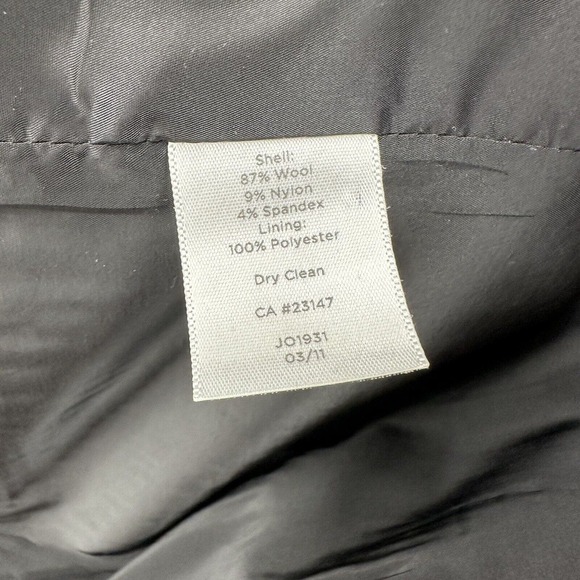 Shell:
87% Wool
9% Nylon
4% Spandex
Lining:
100% Polyester
Dry Clean
CA #23147
JO1931
03/11